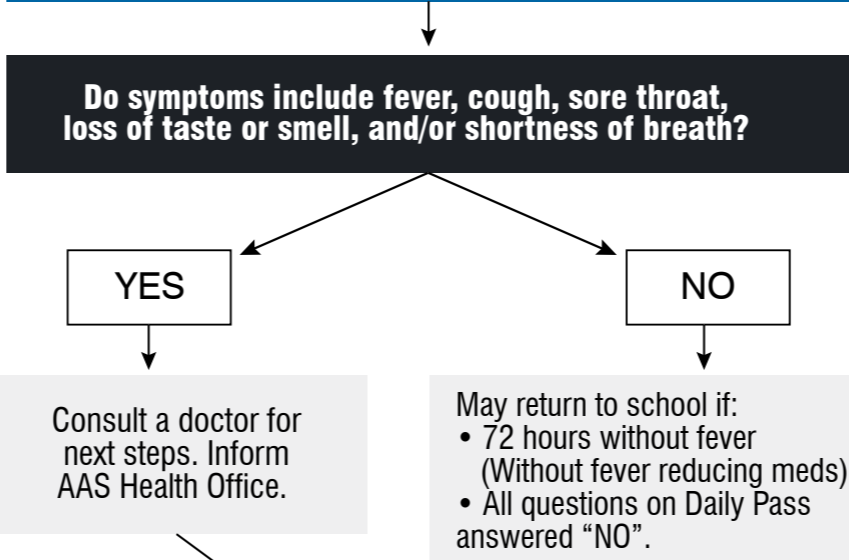 Do symptoms include fever, cough, sore throat,
loss of taste or smell, and/or shortness of breath?
YES
NO
Consult a doctor for
next steps. Inform
AAS Health Office.
May return to school if:
• 72 hours without fever
(Without fever reducing meds)
• All questions on Daily Pass
answered “NO”.